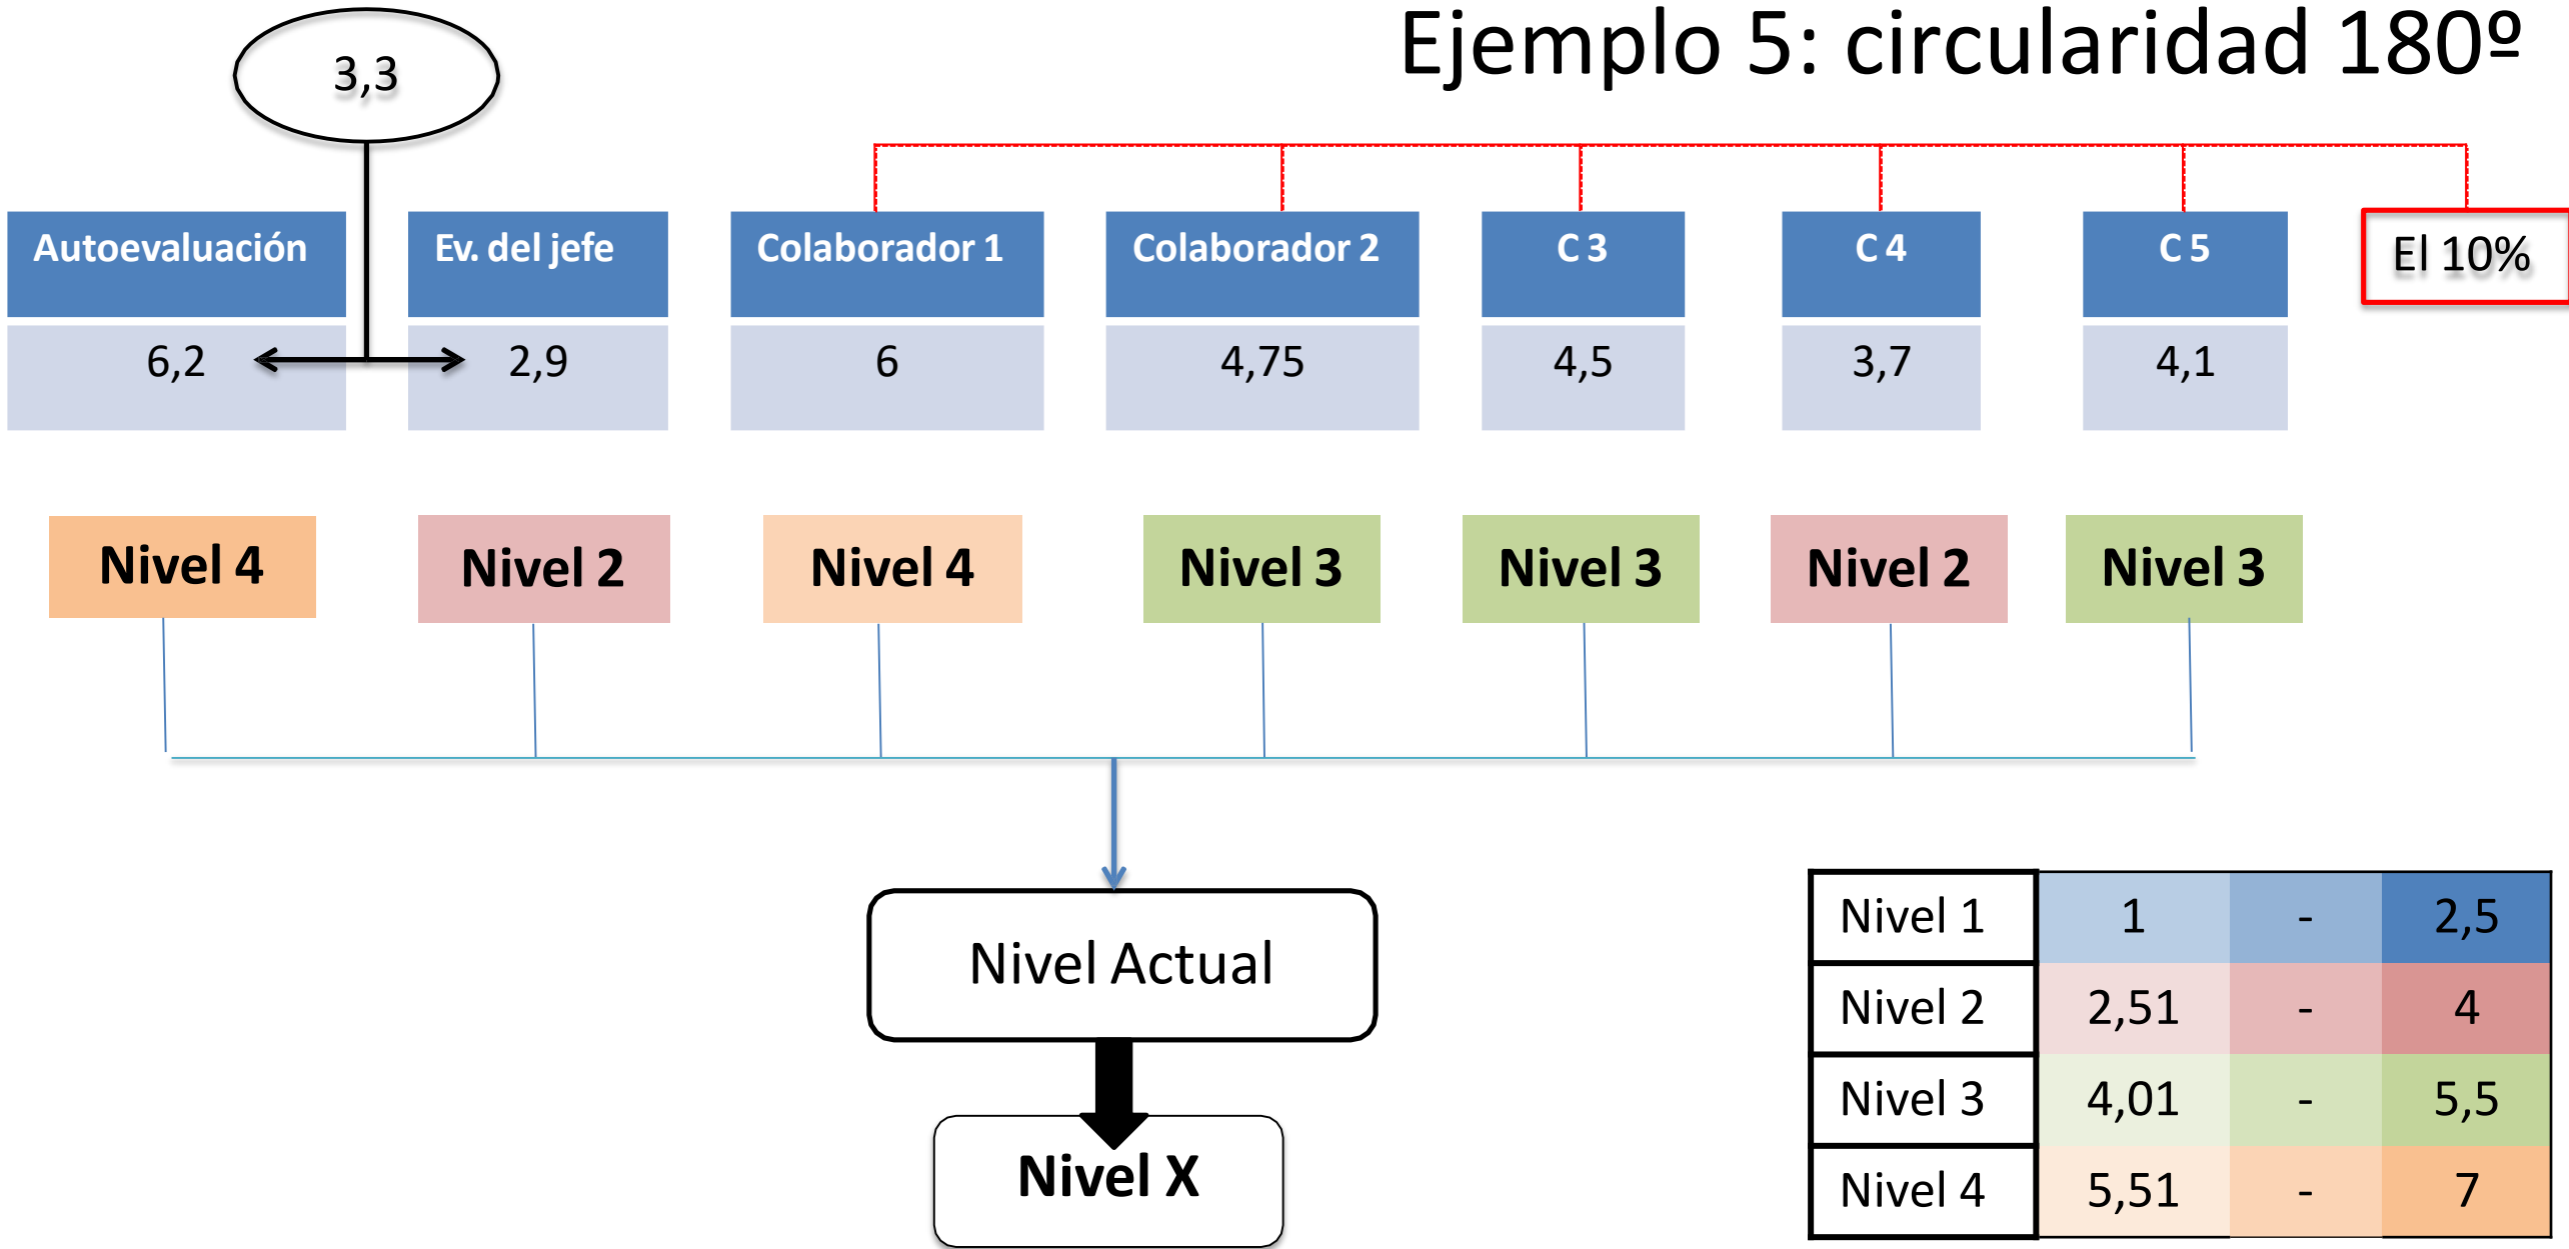 Ejemplo 5: circularidad 180º
3,3
Autoevaluación
Ev. del jefe
Colaborador 1
Colaborador 2
C 3
C 4
C 5
El 10%
6,2
2,9
6
4,75
4,5
3,7
4,1
Nivel 4
Nivel 2
Nivel 4
Nivel 3
Nivel 3
Nivel 2
Nivel 3
Nivel Actual
Nivel X
Nivel 1 1 - 2,5
Nivel 2 2,51 - 4
Nivel 3 4,01 - 5,5
Nivel 4 5,51 - 7